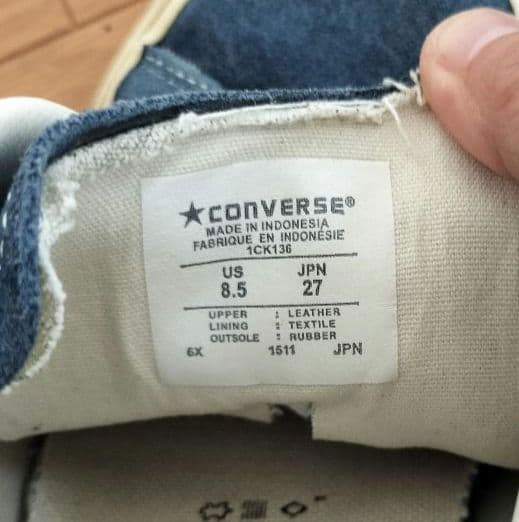 ★CONVERSE®
MADE IN INDONESIA
FABRIQUE EN INDONÉSIE
1CK136
US JPN
8.5 27
UPPER : LEATHER
LINING : TEXTILE
OUTSOLE : RUBBER
6X 1511 JPN